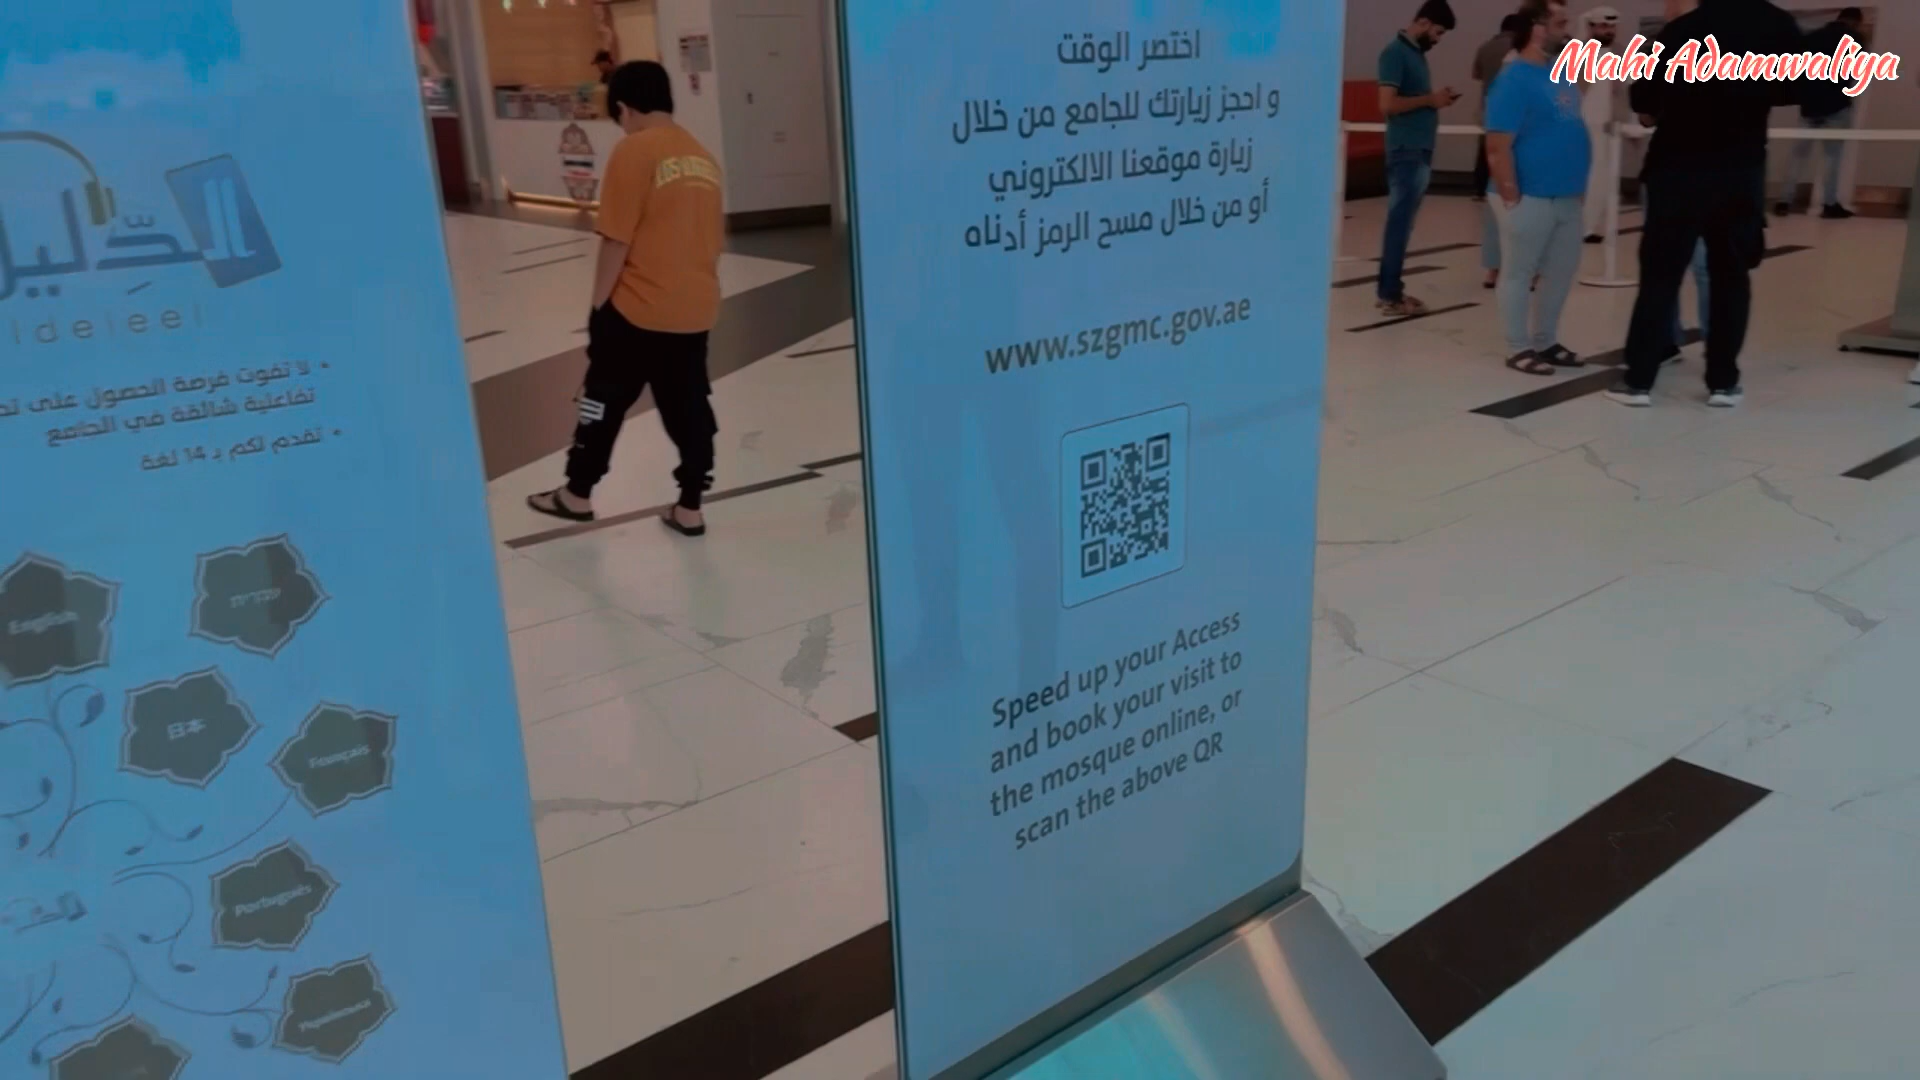 Mahi Adamwaliya
الدِّليل
ldeleel
• لا تفوت فرصة الحصول على
تفاعلية شائقة في الجامع
• تقدم لكم بـ 14 لغة
English
עברית
日本
Français
Português
اختصر الوقت
و احجز زيارتك للجامع من خلال
زيارة موقعنا الالكتروني
أو من خلال مسح الرمز أدناه
www.szgmc.gov.ae
Speed up your Access
and book your visit to
the mosque online, or
scan the above QR